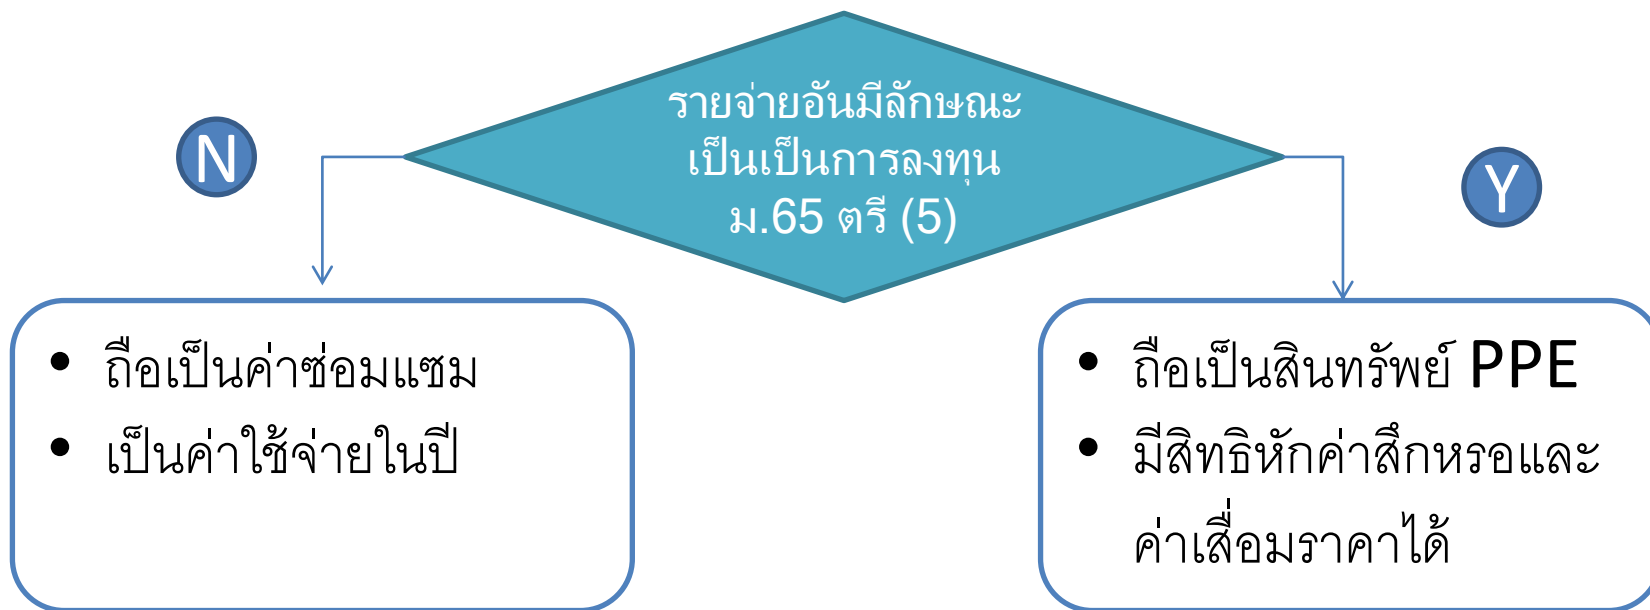 รายจ่ายอันมีลักษณะ
เป็นเป็นการลงทุน
ม.65 ตรี (5)
N
Y
• ถือเป็นค่าซ่อมแซม
• เป็นค่าใช้จ่ายในปี
• ถือเป็นสินทรัพย์ PPE
• มีสิทธิหักค่าสึกหรอและ
ค่าเสื่อมราคาได้